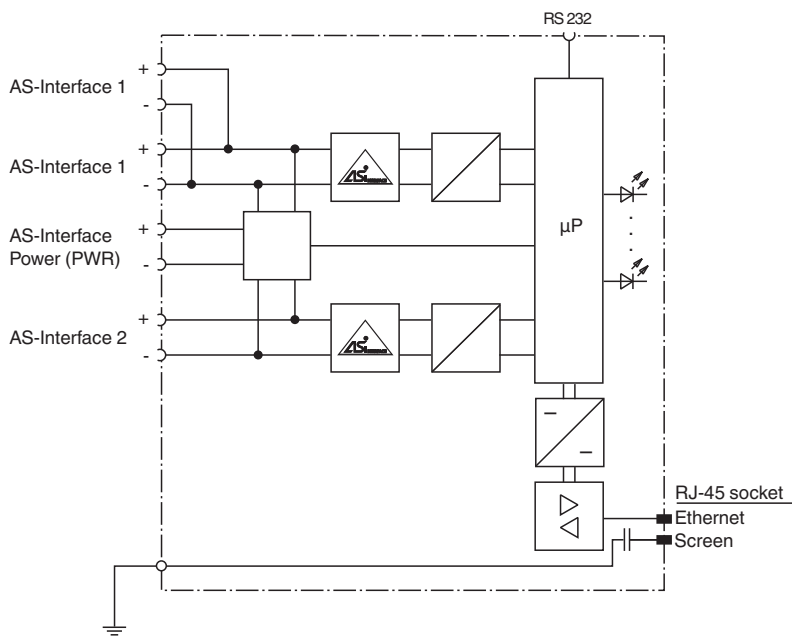 RS 232
+
AS-Interface 1
-
+
AS-Interface 1
-
AS-Interface
Power (PWR)
+
-
µP
+
AS-Interface 2
-
RJ-45 socket
Ethernet
Screen